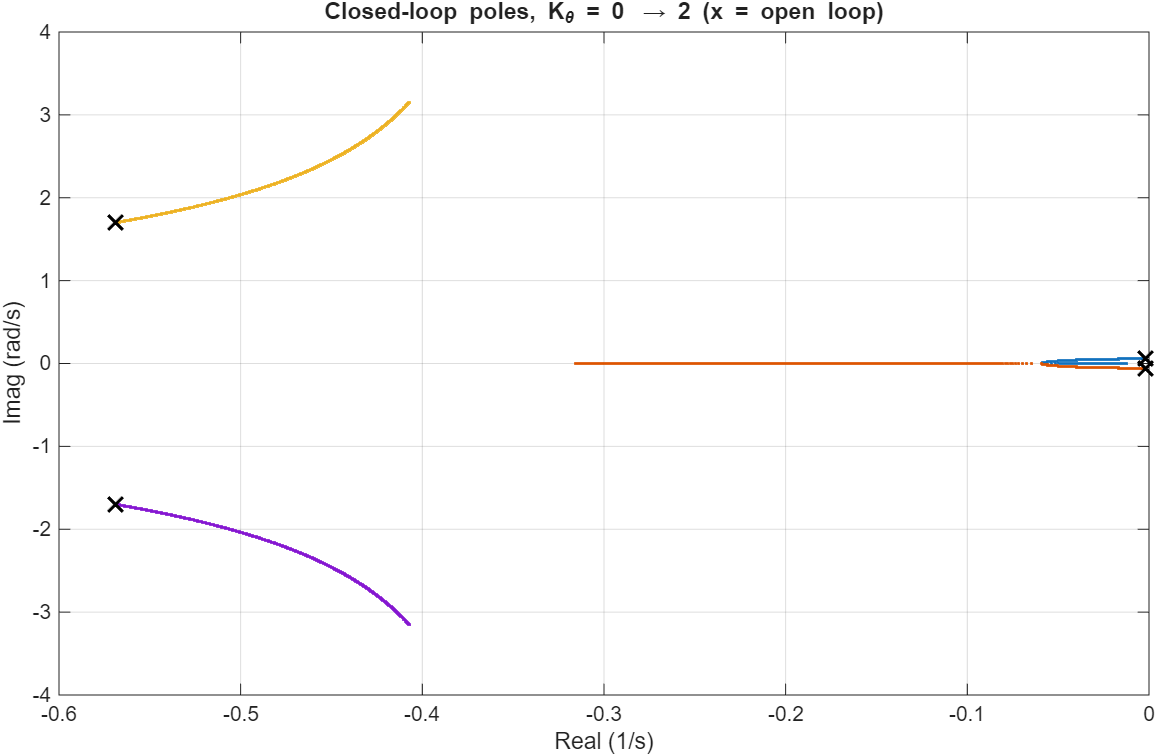 Closed-loop poles, K_θ = 0 → 2 (x = open loop)
4
3
2
1
0
-1
-2
-3
-4
Imag (rad/s)
-0.6 -0.5 -0.4 -0.3 -0.2 -0.1 0
Real (1/s)